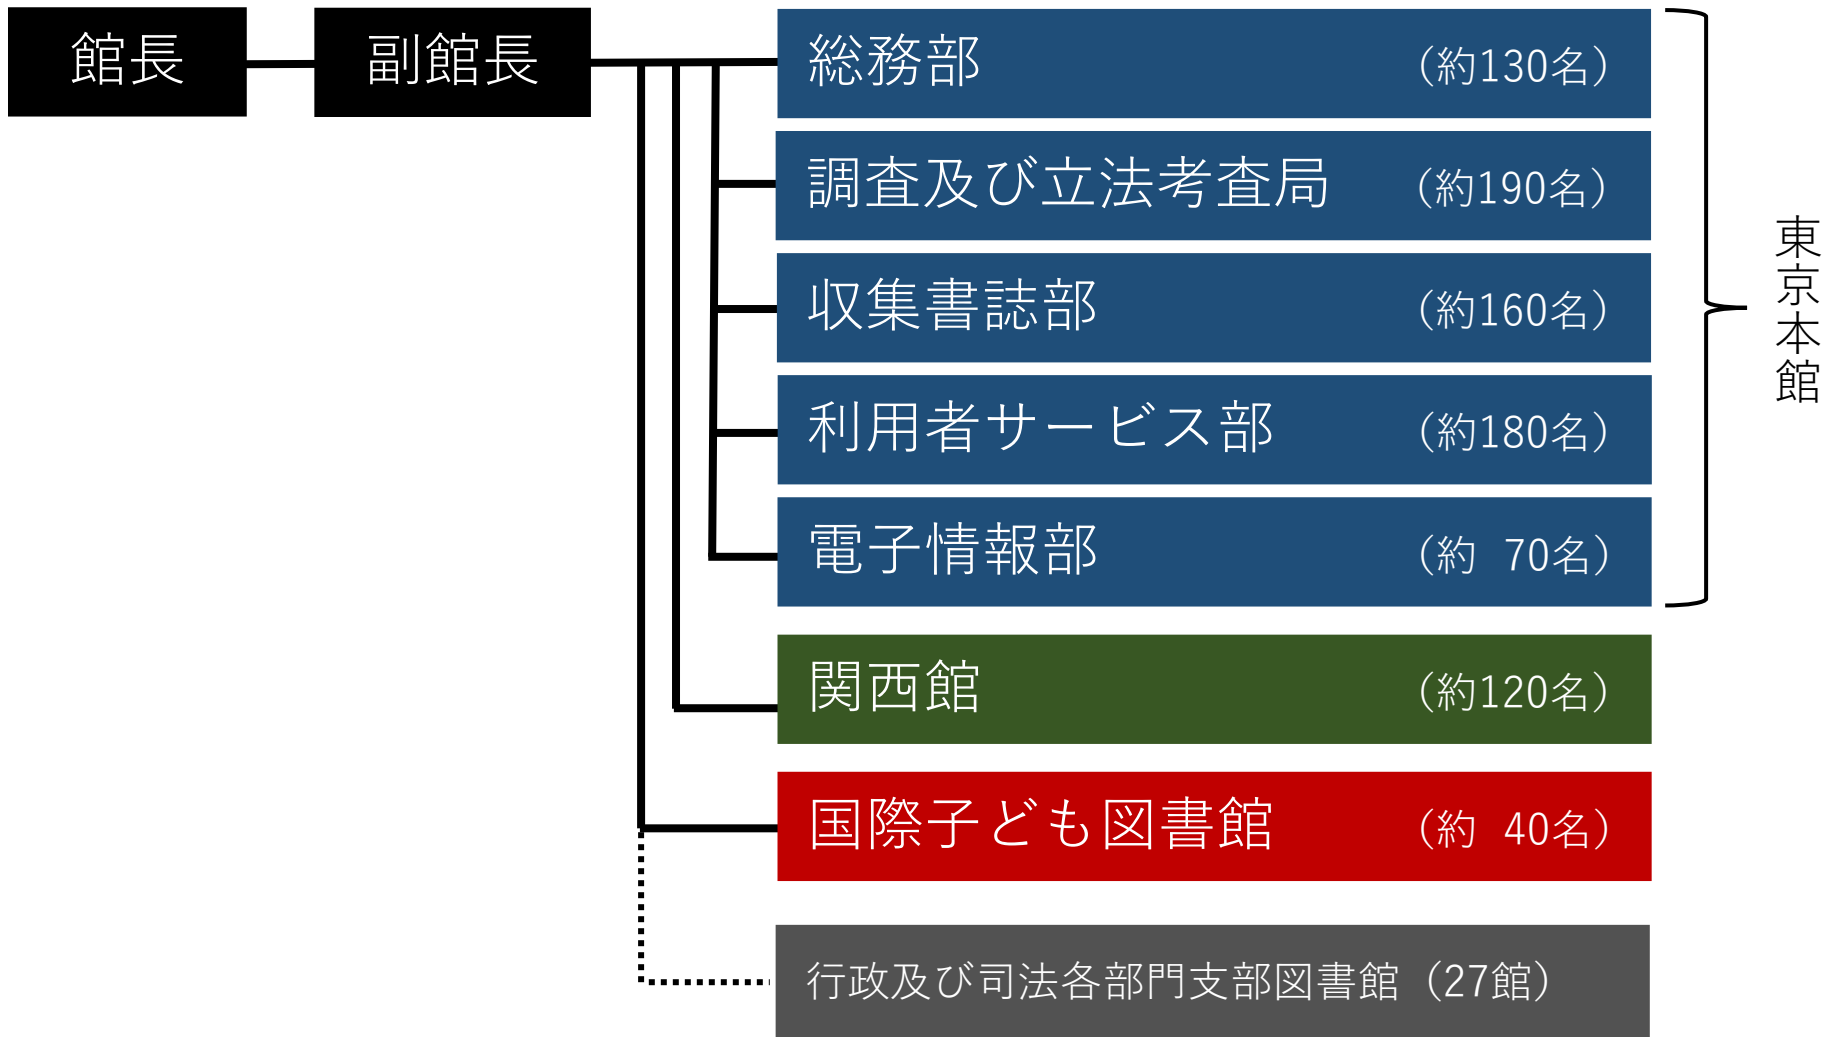 館長
副館長
総務部 （約130名）
調査及び立法考査局 （約190名）
収集書誌部 （約160名）
利用者サービス部 （約180名）
電子情報部 （約 70名）
東京本館
関西館 （約120名）
国際子ども図書館 （約 40名）
行政及び司法各部門支部図書館（27館）